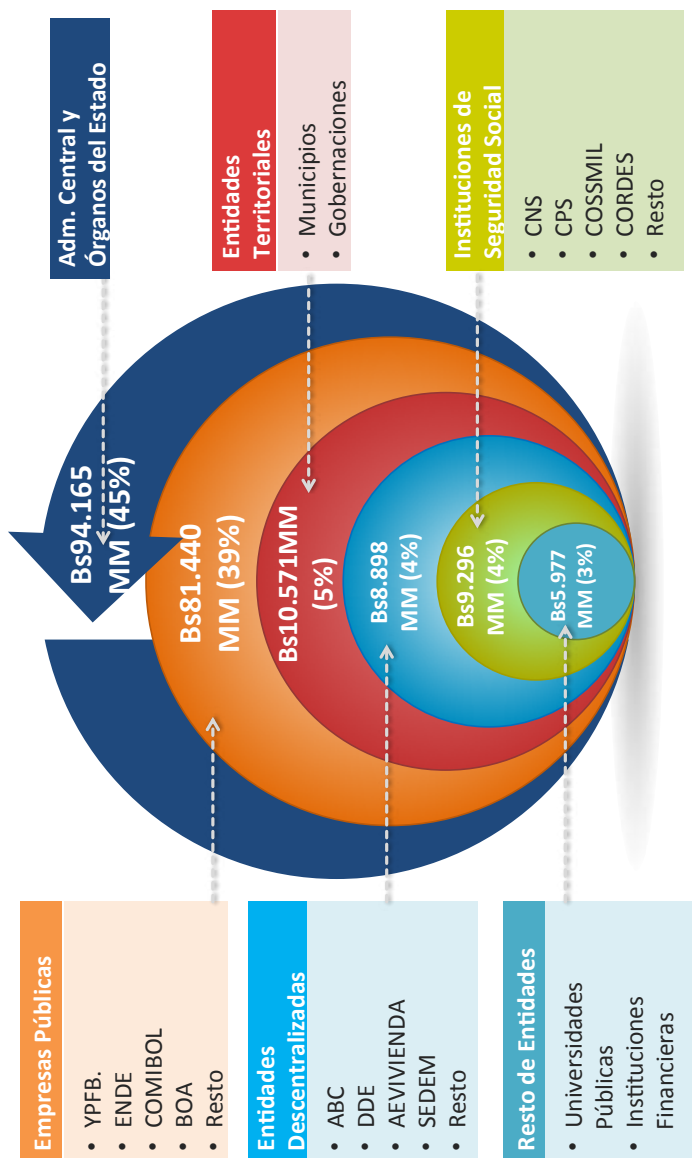 Empresas Públicas
• YPFB.
• ENDE
• COMIBOL
• BOA
• Resto
Entidades
Descentralizadas
• ABC
• DDE
• AEVIVIENDA
• SEDEM
• Resto
Resto de Entidades
• Universidades
Públicas
• Instituciones
Financieras
Bs94.165
MM (45%)
Bs81.440
MM (39%)
Bs10.571MM
(5%)
Bs8.898
MM (4%)
Bs9.296
MM (4%)
Bs5.977
MM (3%)
Adm. Central y
Órganos del Estado
Entidades
Territoriales
• Municipios
• Gobernaciones
Instituciones de
Seguridad Social
• CNS
• CPS
• COSSMIL
• CORDES
• Resto